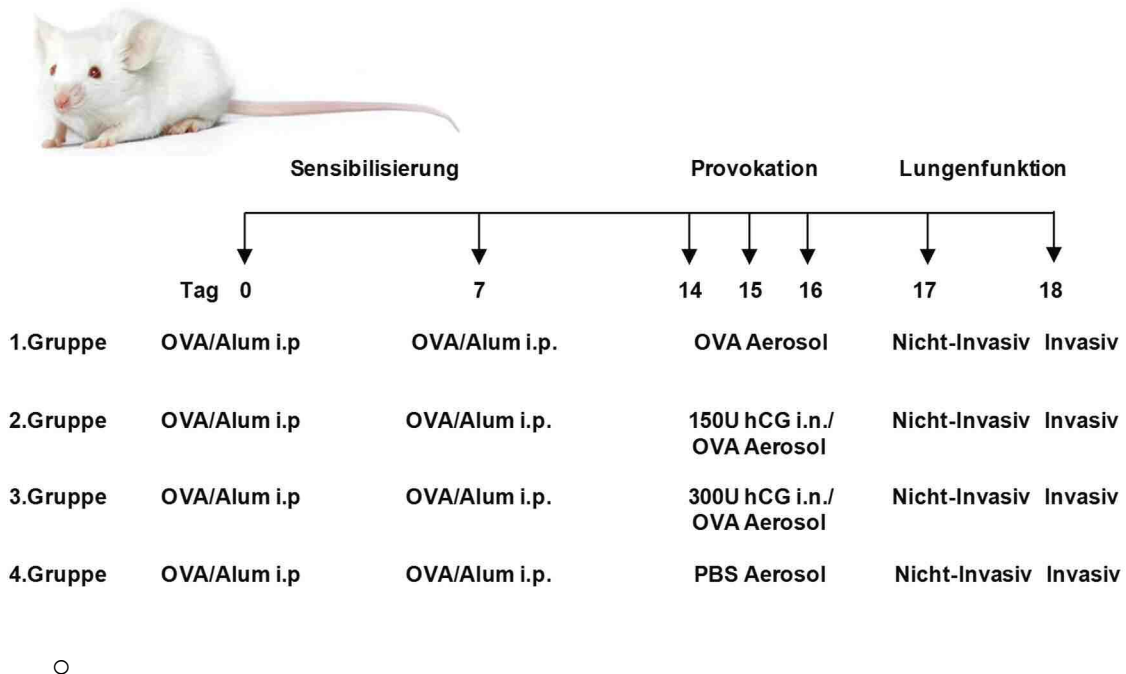 Sensibilisierung Provokation Lungenfunktion
Tag 0 7 14 15 16 17 18
1.Gruppe OVA/Alum i.p OVA/Alum i.p. OVA Aerosol Nicht-Invasiv Invasiv
2.Gruppe OVA/Alum i.p OVA/Alum i.p. 150U hCG i.n./ Nicht-Invasiv Invasiv
OVA Aerosol
3.Gruppe OVA/Alum i.p OVA/Alum i.p. 300U hCG i.n./ Nicht-Invasiv Invasiv
OVA Aerosol
4.Gruppe OVA/Alum i.p OVA/Alum i.p. PBS Aerosol Nicht-Invasiv Invasiv